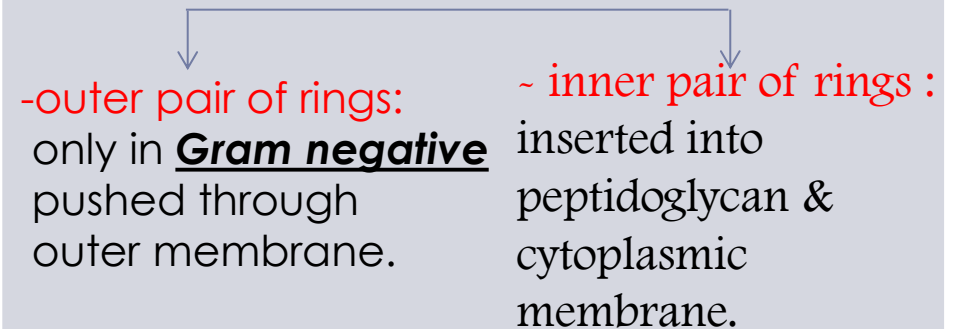 -outer pair of rings:
only in Gram negative
pushed through
outer membrane.
~ inner pair of rings :
inserted into
peptidoglycan &
cytoplasmic
membrane.